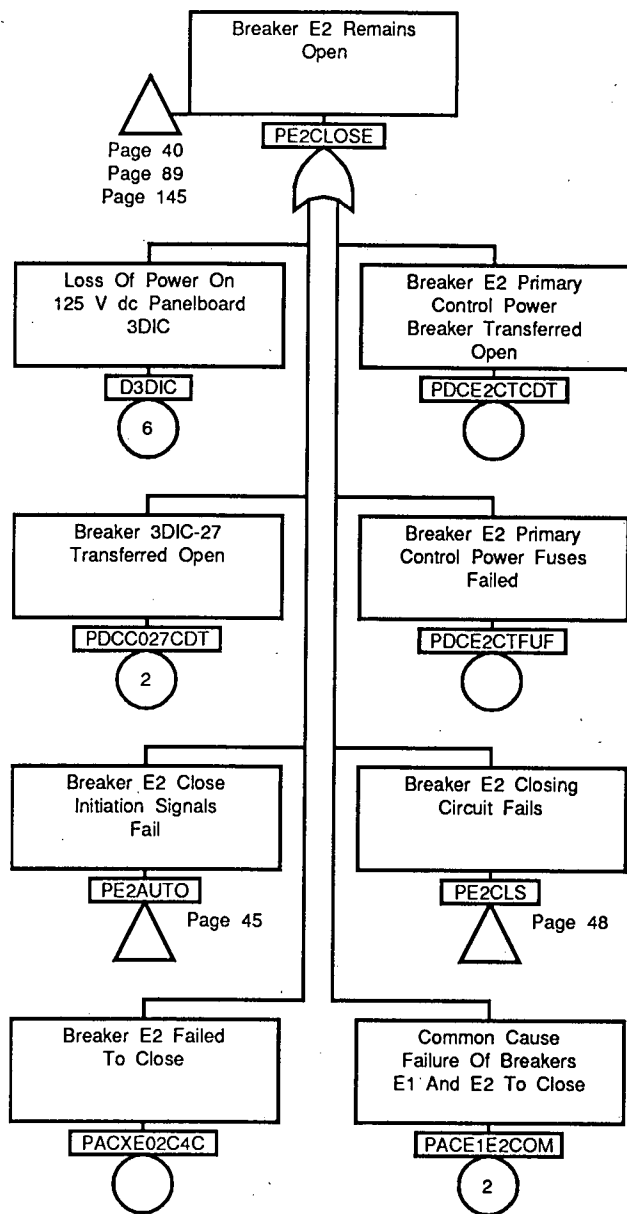 Breaker E2 Remains
Open
PE2CLOSE
Page 40
Page 89
Page 145
Loss Of Power On
125 V dc Panelboard
3DIC
D3DIC
6
Breaker E2 Primary
Control Power
Breaker Transferred
Open
PDCE2CTCDT
Breaker 3DIC-27
Transferred Open
PDCC027CDT
2
Breaker E2 Primary
Control Power Fuses
Failed
PDCE2CTFUF
Breaker E2 Close
Initiation Signals
Fail
PE2AUTO
Page 45
Breaker E2 Closing
Circuit Fails
PE2CLS
Page 48
Breaker E2 Failed
To Close
PACXE02C4C
Common Cause
Failure Of Breakers
E1 And E2 To Close
PACE1E2COM
2